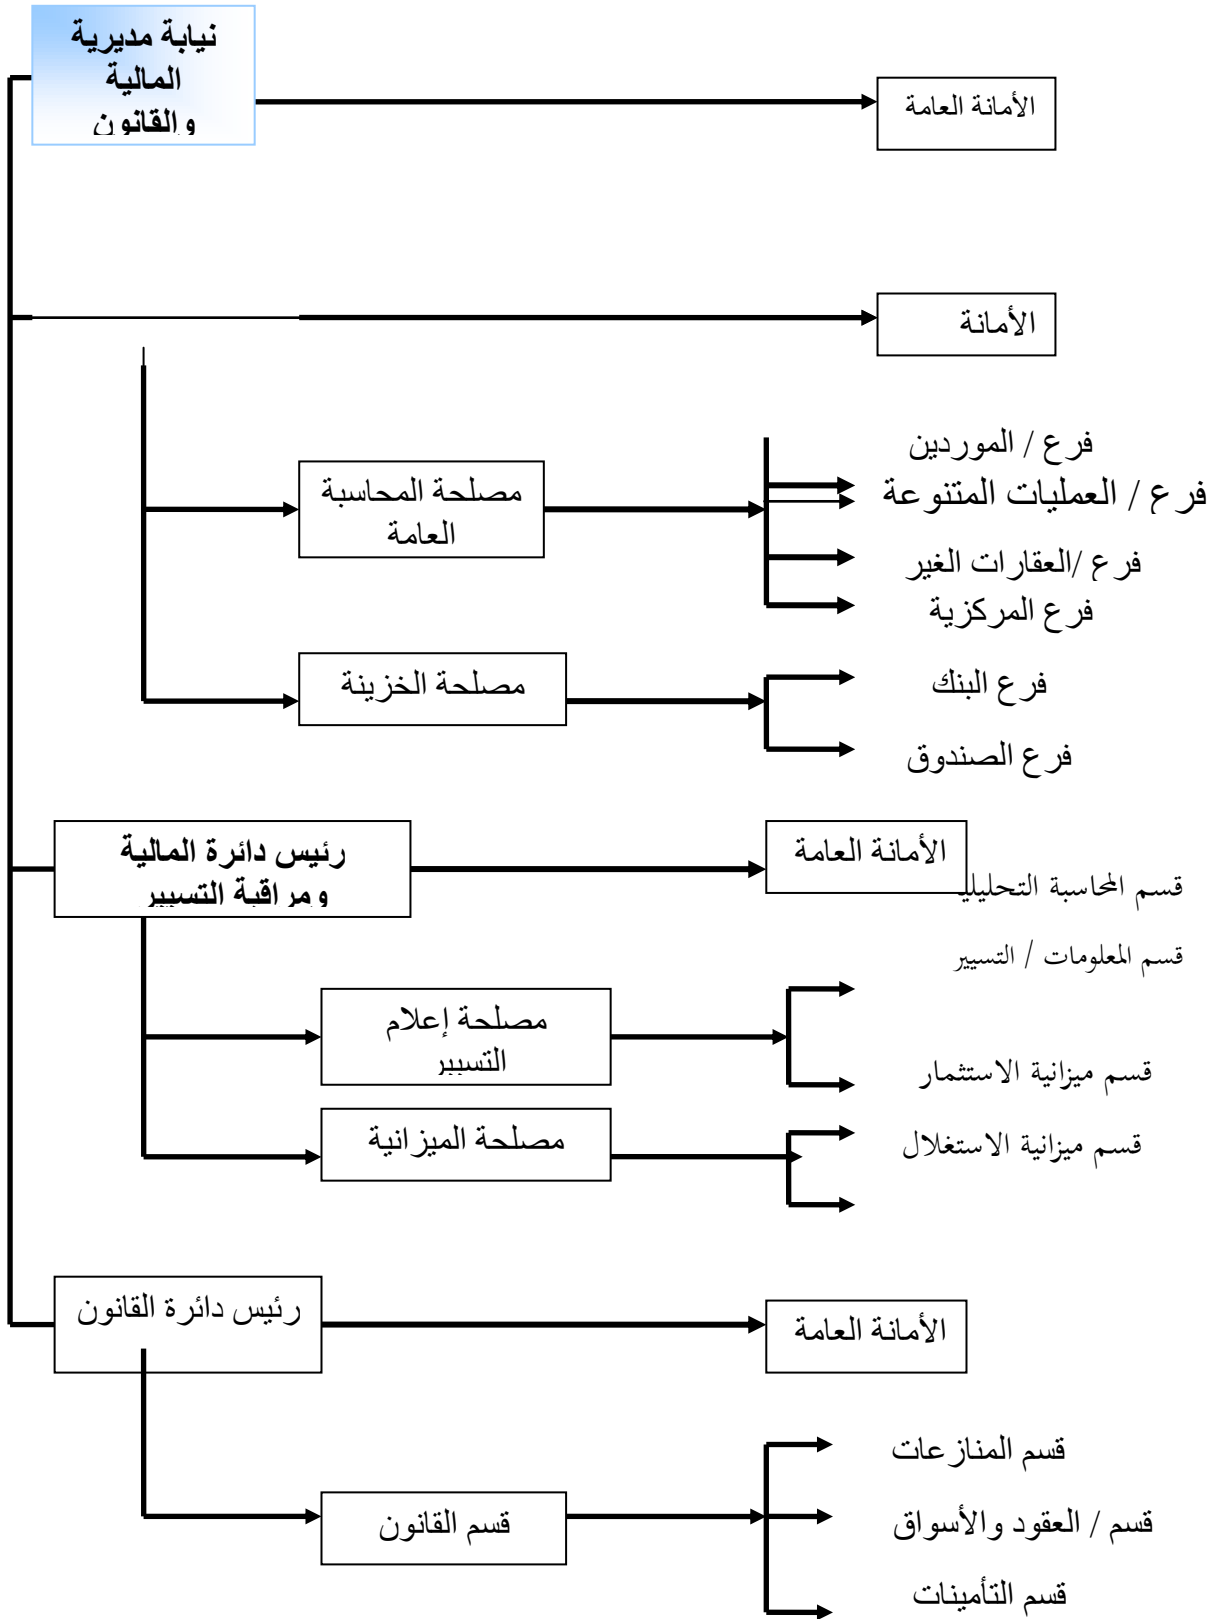 نيابة مديرية
المالية
والقانون
الأمانة العامة
الأمانة
مصلحة المحاسبة
العامة
فرع / الموردين
فرع / العمليات المتنوعة
فرع /العقارات الغير
فرع المركزية
مصلحة الخزينة
فرع البنك
فرع الصندوق
رئيس دائرة المالية
ومراقبة التسيير
الأمانة العامة
قسم المحاسبة التحليلي
قسم المعلومات / التسيير
مصلحة إعلام
التسيير
قسم ميزانية الاستثمار
مصلحة الميزانية
قسم ميزانية الاستغلال
رئيس دائرة القانون
الأمانة العامة
قسم القانون
قسم المنازعات
قسم / العقود والأسواق
قسم التأمينات